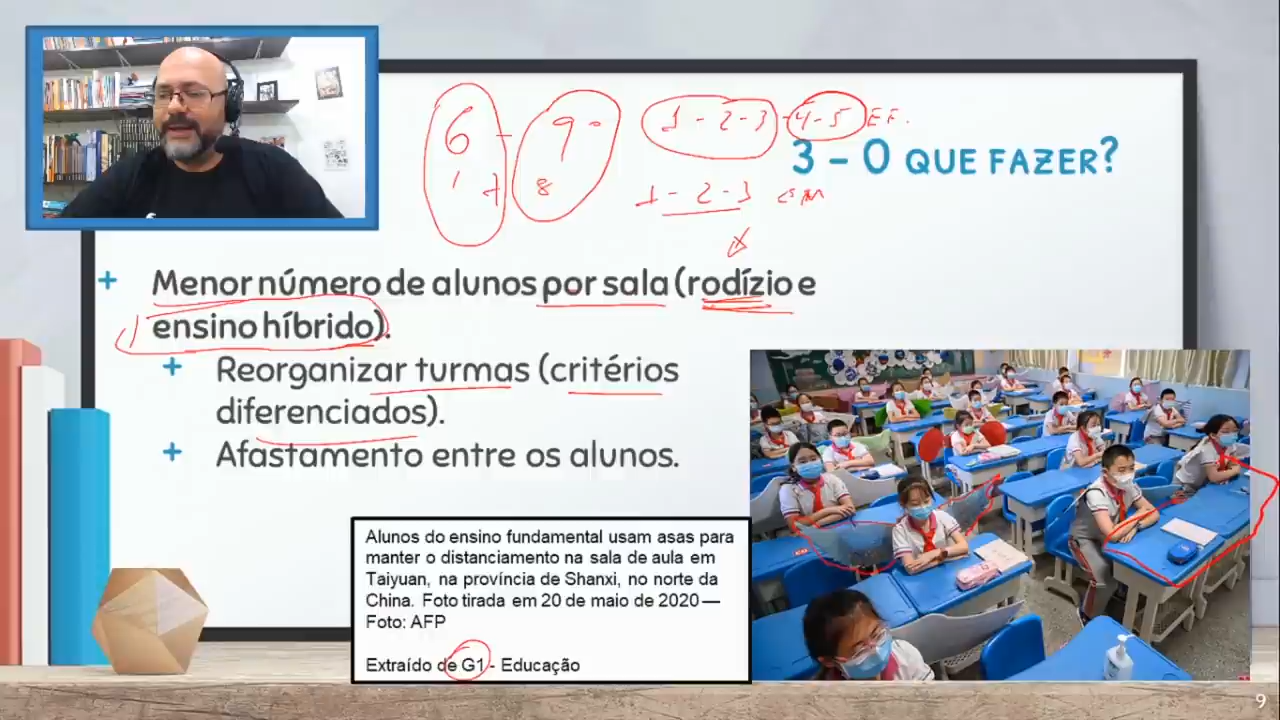 6 - 9 - 1 - 2 - 3 - 4 - 5 E F.
3 – O QUE FAZER?
1 7 8 1 - 2 - 3 EM
+ Menor número de alunos por sala (rodízio e
ensino híbrido).
+ Reorganizar turmas (critérios
diferenciados).
+ Afastamento entre os alunos.
Alunos do ensino fundamental usam asas para
manter o distanciamento na sala de aula em
Taiyuan, na província de Shanxi, no norte da
China. Foto tirada em 20 de maio de 2020 —
Foto: AFP
Extraído de G1 - Educação
9